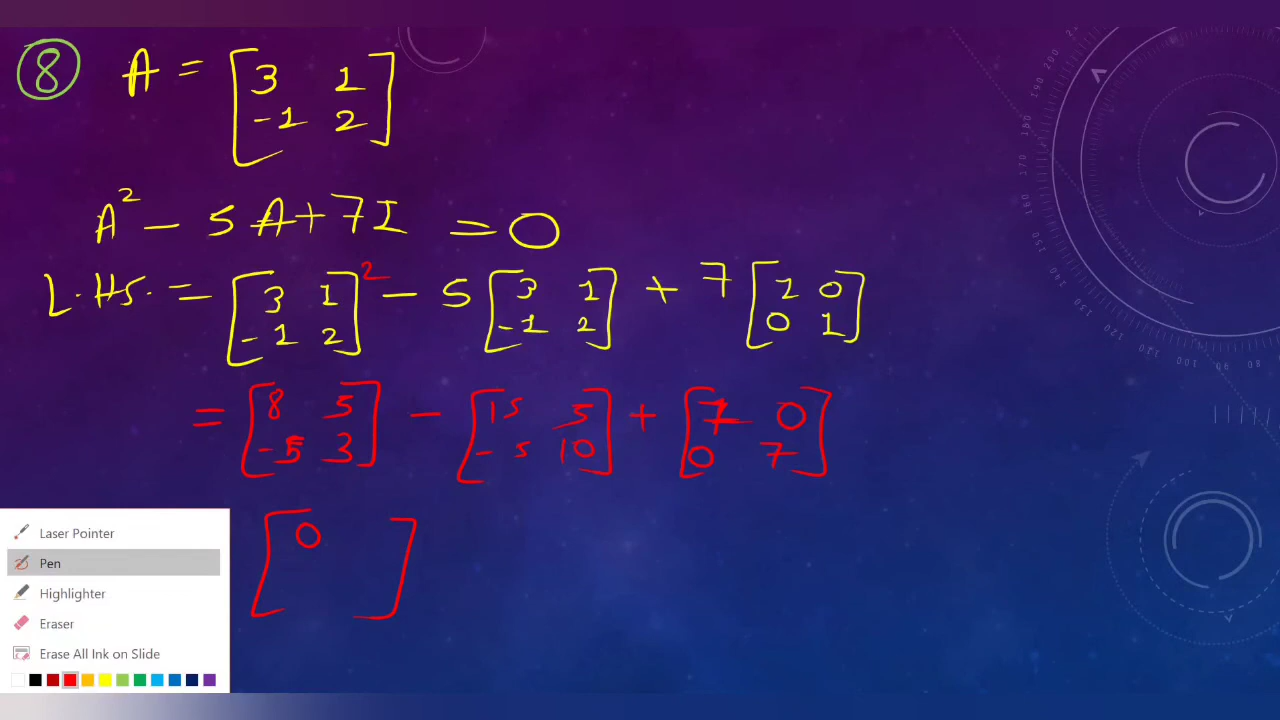 8 A = [3 1
-1 2]
A² - 5A + 7I = 0
L.HS. = [3 1 -1 2]² - 5 [3 1 -1 2] + 7 [1 0 0 1]
= [8 5 -5 3] - [15 5 -5 10] + [7 0 0 7]
[0 ]
Laser Pointer
Pen
Highlighter
Eraser
Erase All Ink on Slide